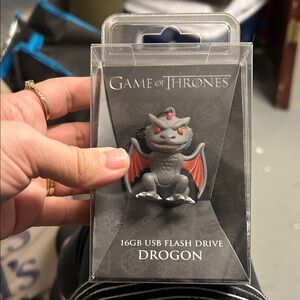 GAME OF THRONES
16GB USB FLASH DRIVE
DROGON